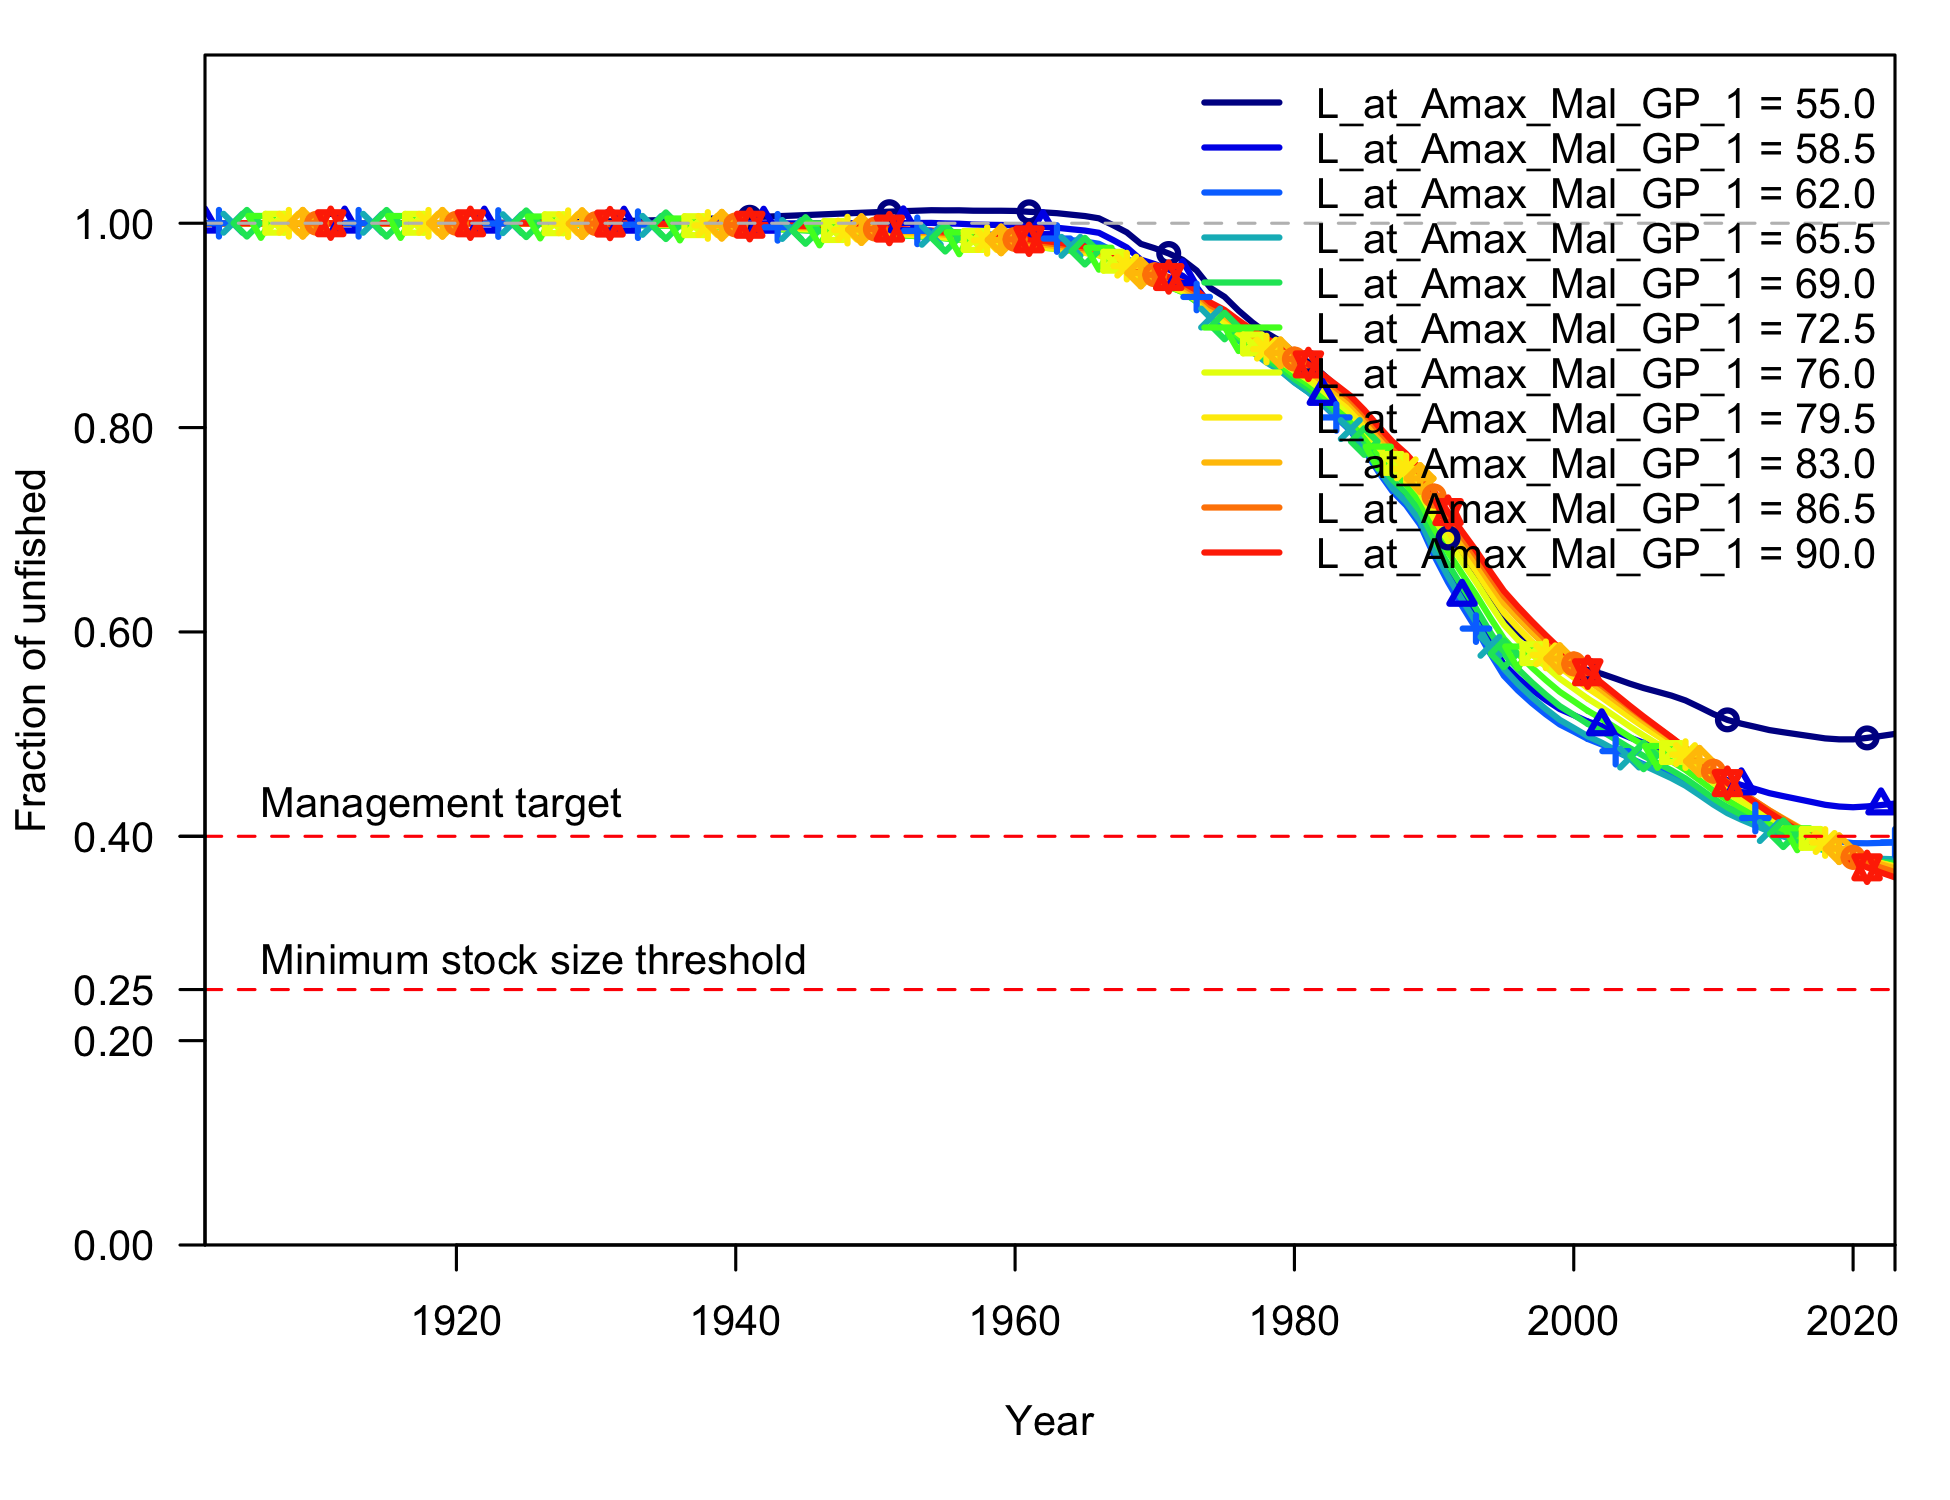 L_at_Amax_Mal_GP_1 = 55.0
L_at_Amax_Mal_GP_1 = 58.5
L_at_Amax_Mal_GP_1 = 62.0
L_at_Amax_Mal_GP_1 = 65.5
L_at_Amax_Mal_GP_1 = 69.0
L_at_Amax_Mal_GP_1 = 72.5
L_at_Amax_Mal_GP_1 = 76.0
L_at_Amax_Mal_GP_1 = 79.5
L_at_Amax_Mal_GP_1 = 83.0
L_at_Amax_Mal_GP_1 = 86.5
L_at_Amax_Mal_GP_1 = 90.0
Fraction of unfished
1.00
0.80
0.60
0.40
0.25
0.20
0.00
Management target
Minimum stock size threshold
1920 1940 1960 1980 2000 2020
Year